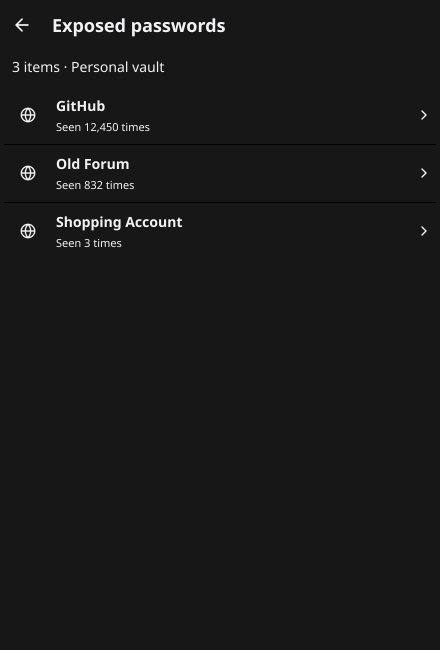 Exposed passwords
3 items · Personal vault
GitHub
Seen 12,450 times
Old Forum
Seen 832 times
Shopping Account
Seen 3 times